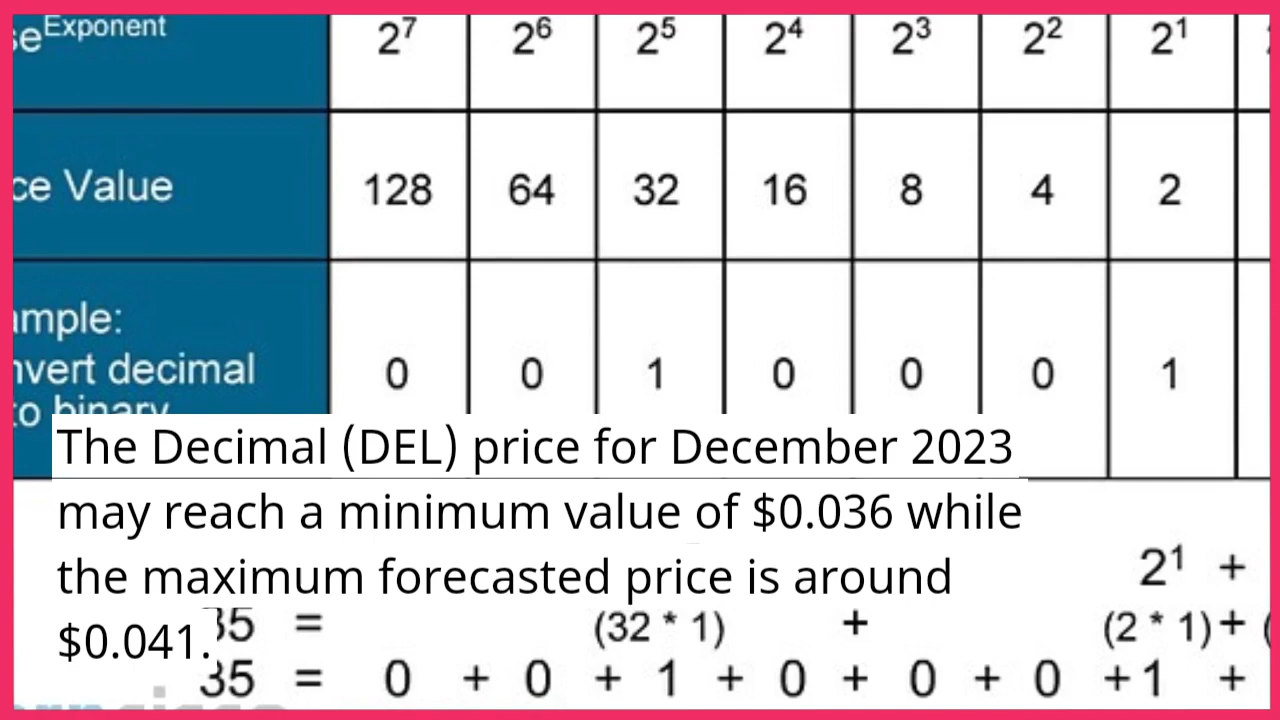 Exponent 2⁷ 2⁶ 2⁵ 2⁴ 2³ 2² 2¹
Value 128 64 32 16 8 4 2
decimal 0 0 1 0 0 0 1
to binary
The Decimal (DEL) price for December 2023
may reach a minimum value of $0.036 while
the maximum forecasted price is around
$0.041.
2¹ +
35 = (32 * 1) + (2 * 1) + (
35 = 0 + 0 + 1 + 0 + 0 + 0 + 1 +